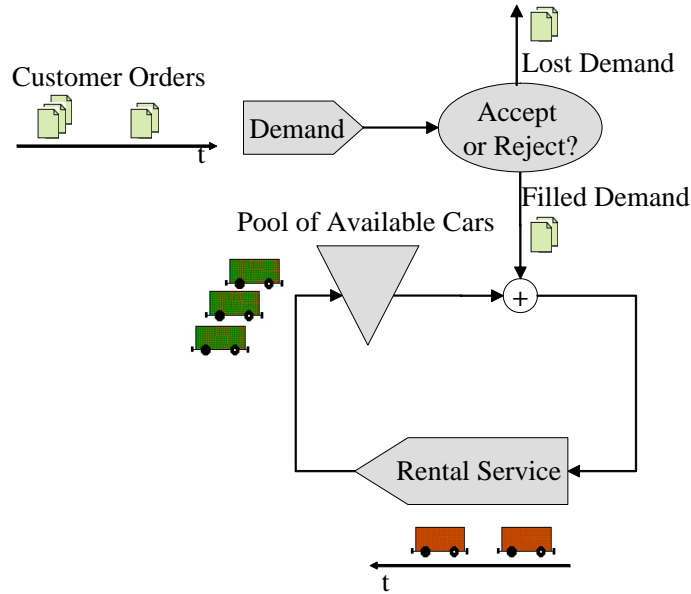 Customer Orders
t
Demand
Accept
or Reject?
Lost Demand
Filled Demand
Pool of Available Cars
+
Rental Service
t